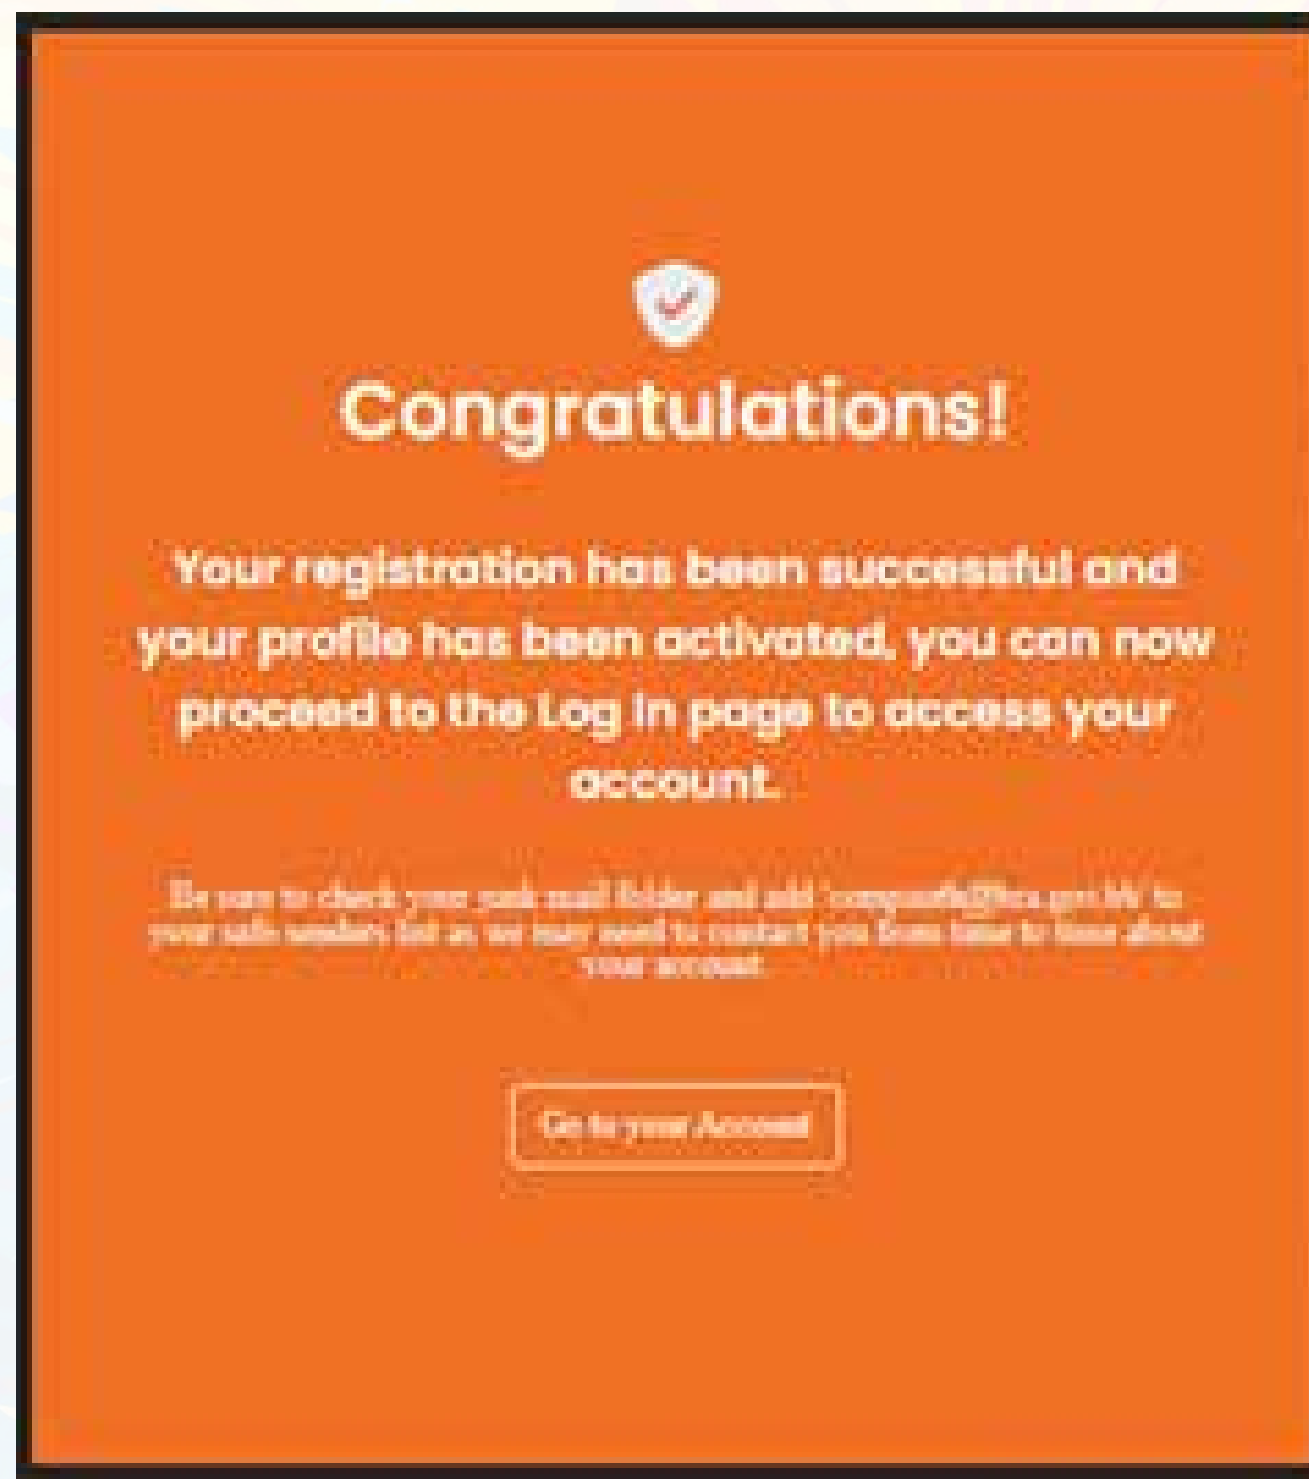 Congratulations!
Your registration has been successful and
your profile has been activated, you can now
proceed to the Log In page to access your
account.
Be sure to check your junk mail folder and add to
your safe senders list as we may need to contact you from time to time about
your account.
Go to your Account